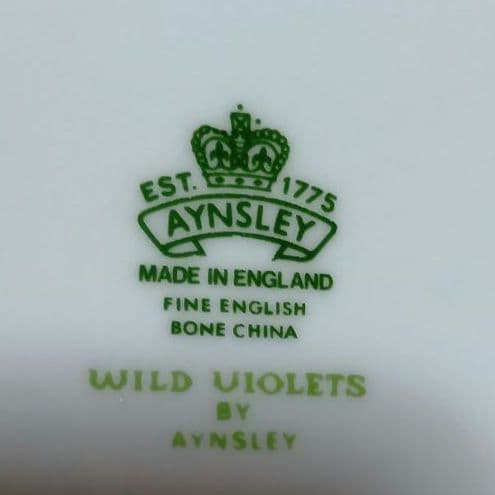 EST. 1775
AYNSLEY
MADE IN ENGLAND
FINE ENGLISH
BONE CHINA
WILD VIOLETS
BY
AYNSLEY